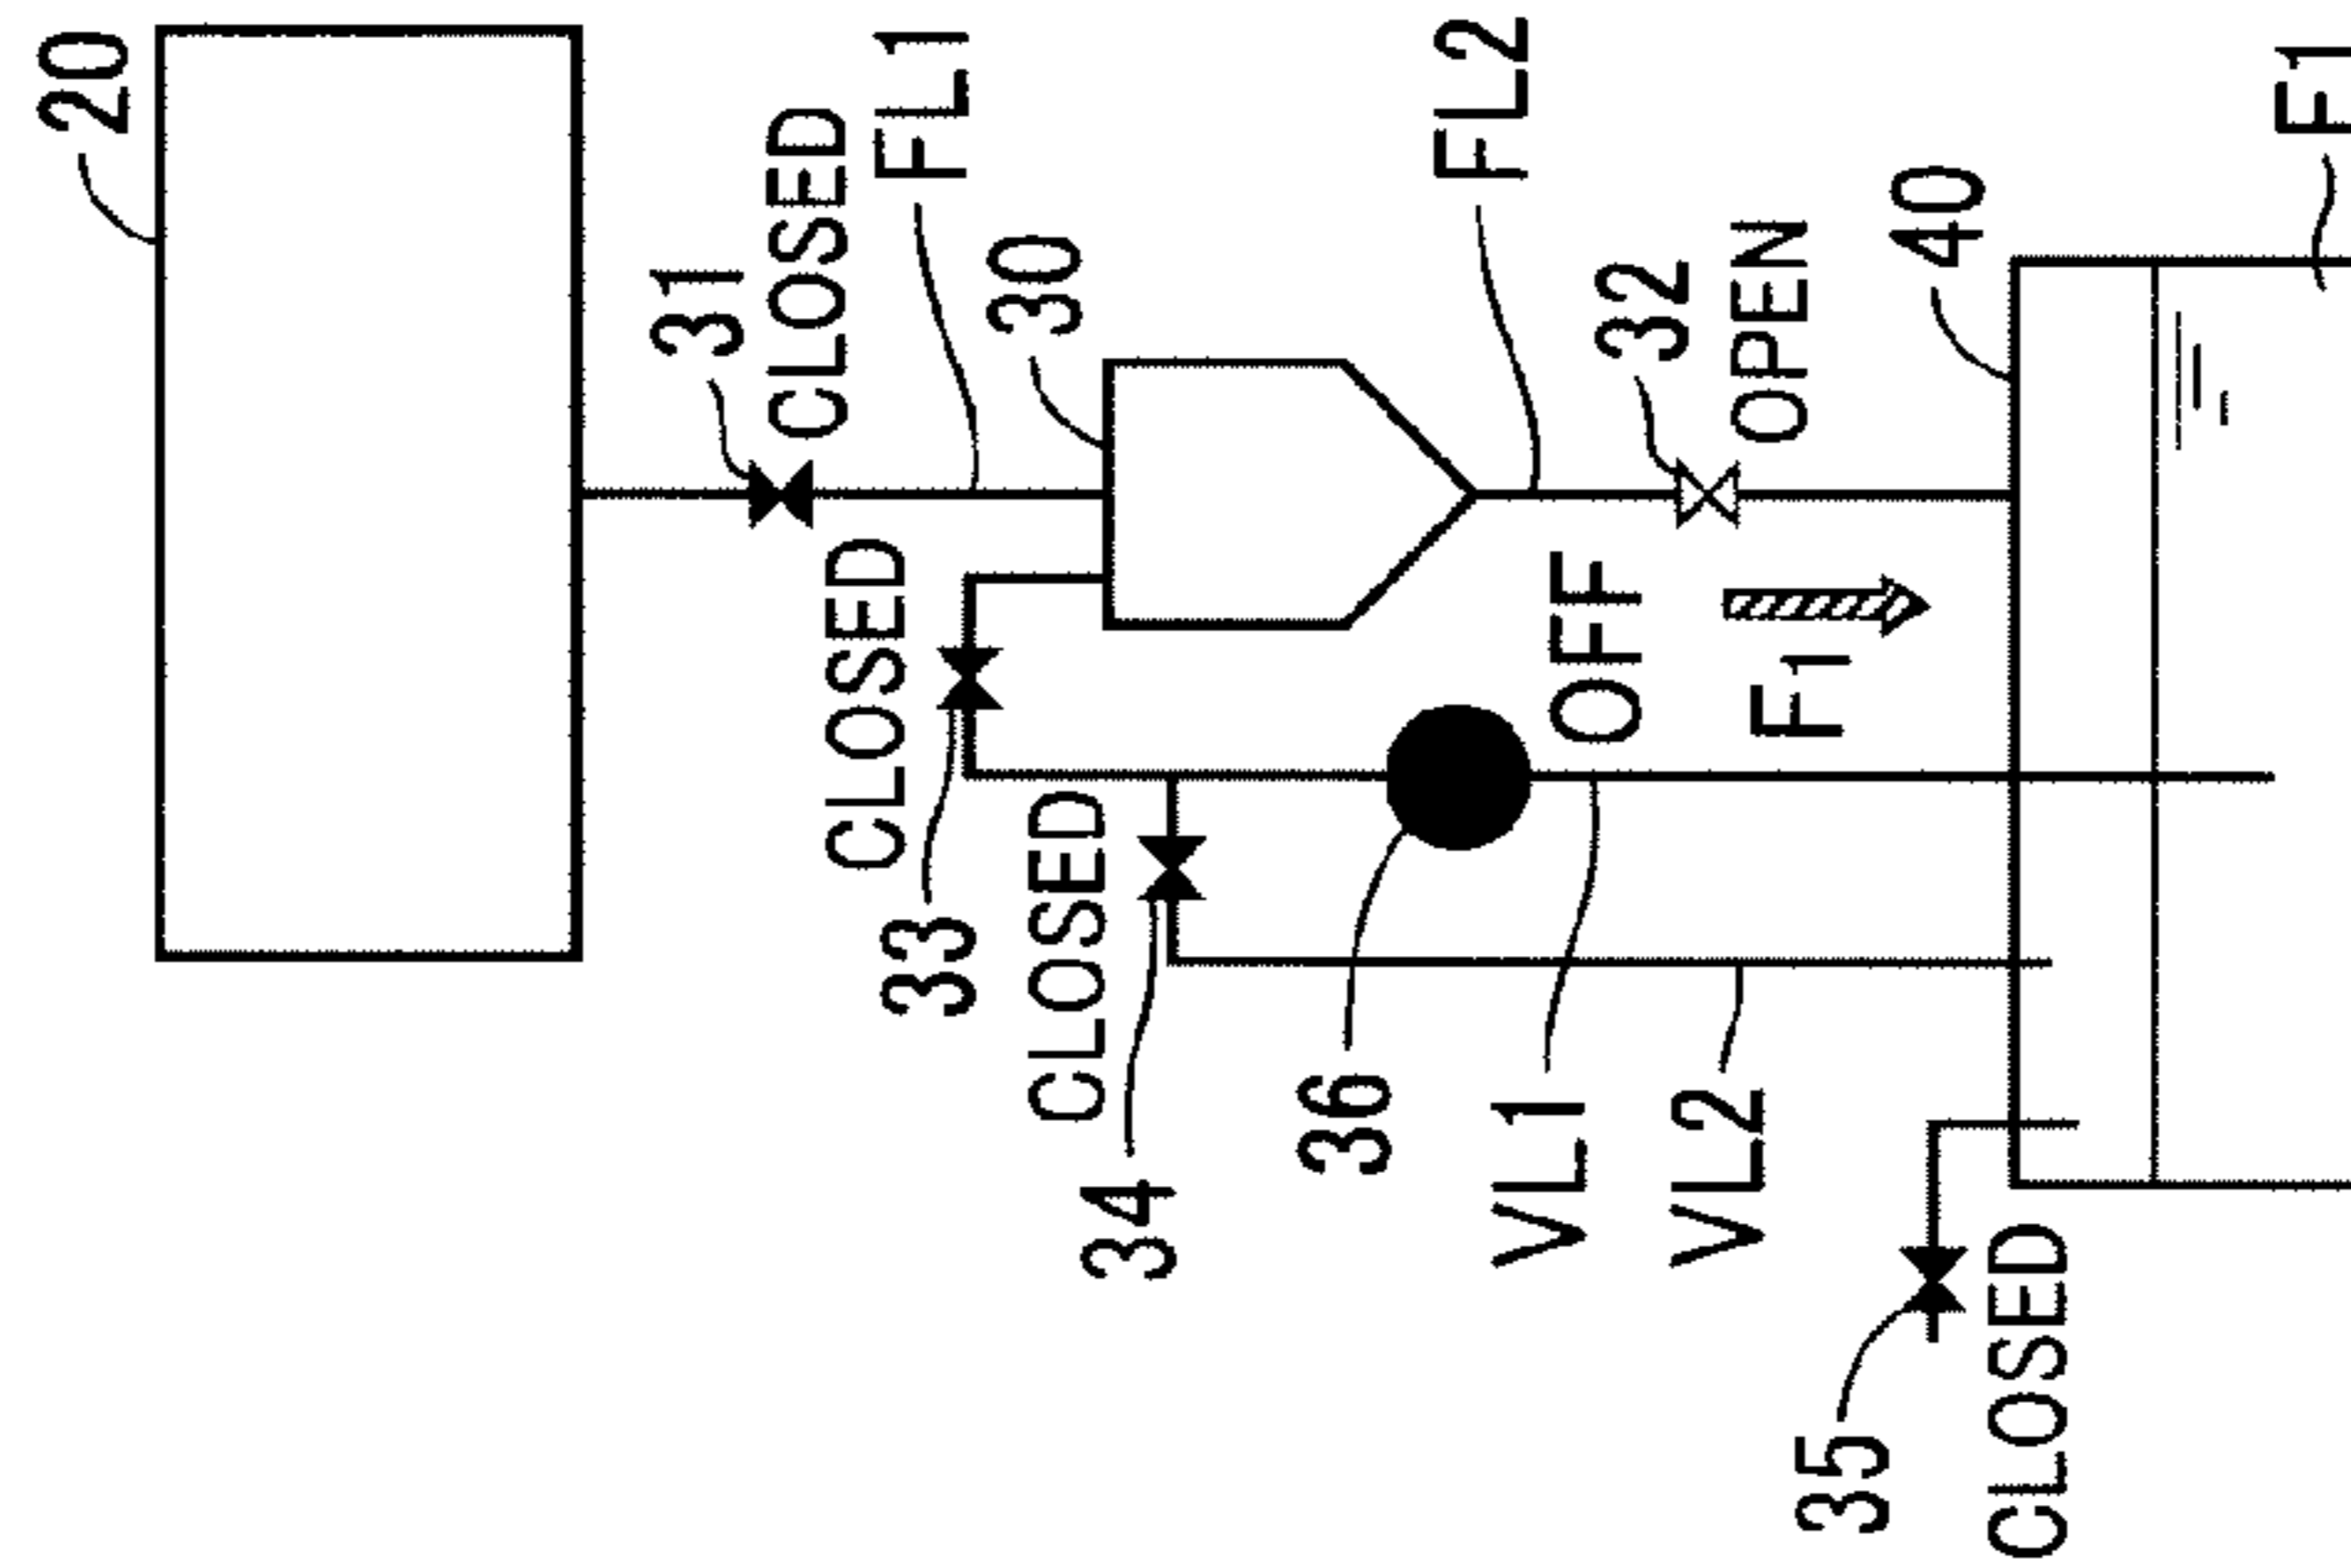 20
31
CLOSED
FL1
30
CLOSED
33
CLOSED
34
36
OFF
VL1
FL2
32
OPEN
F1
VL2
40
35
CLOSED
F1